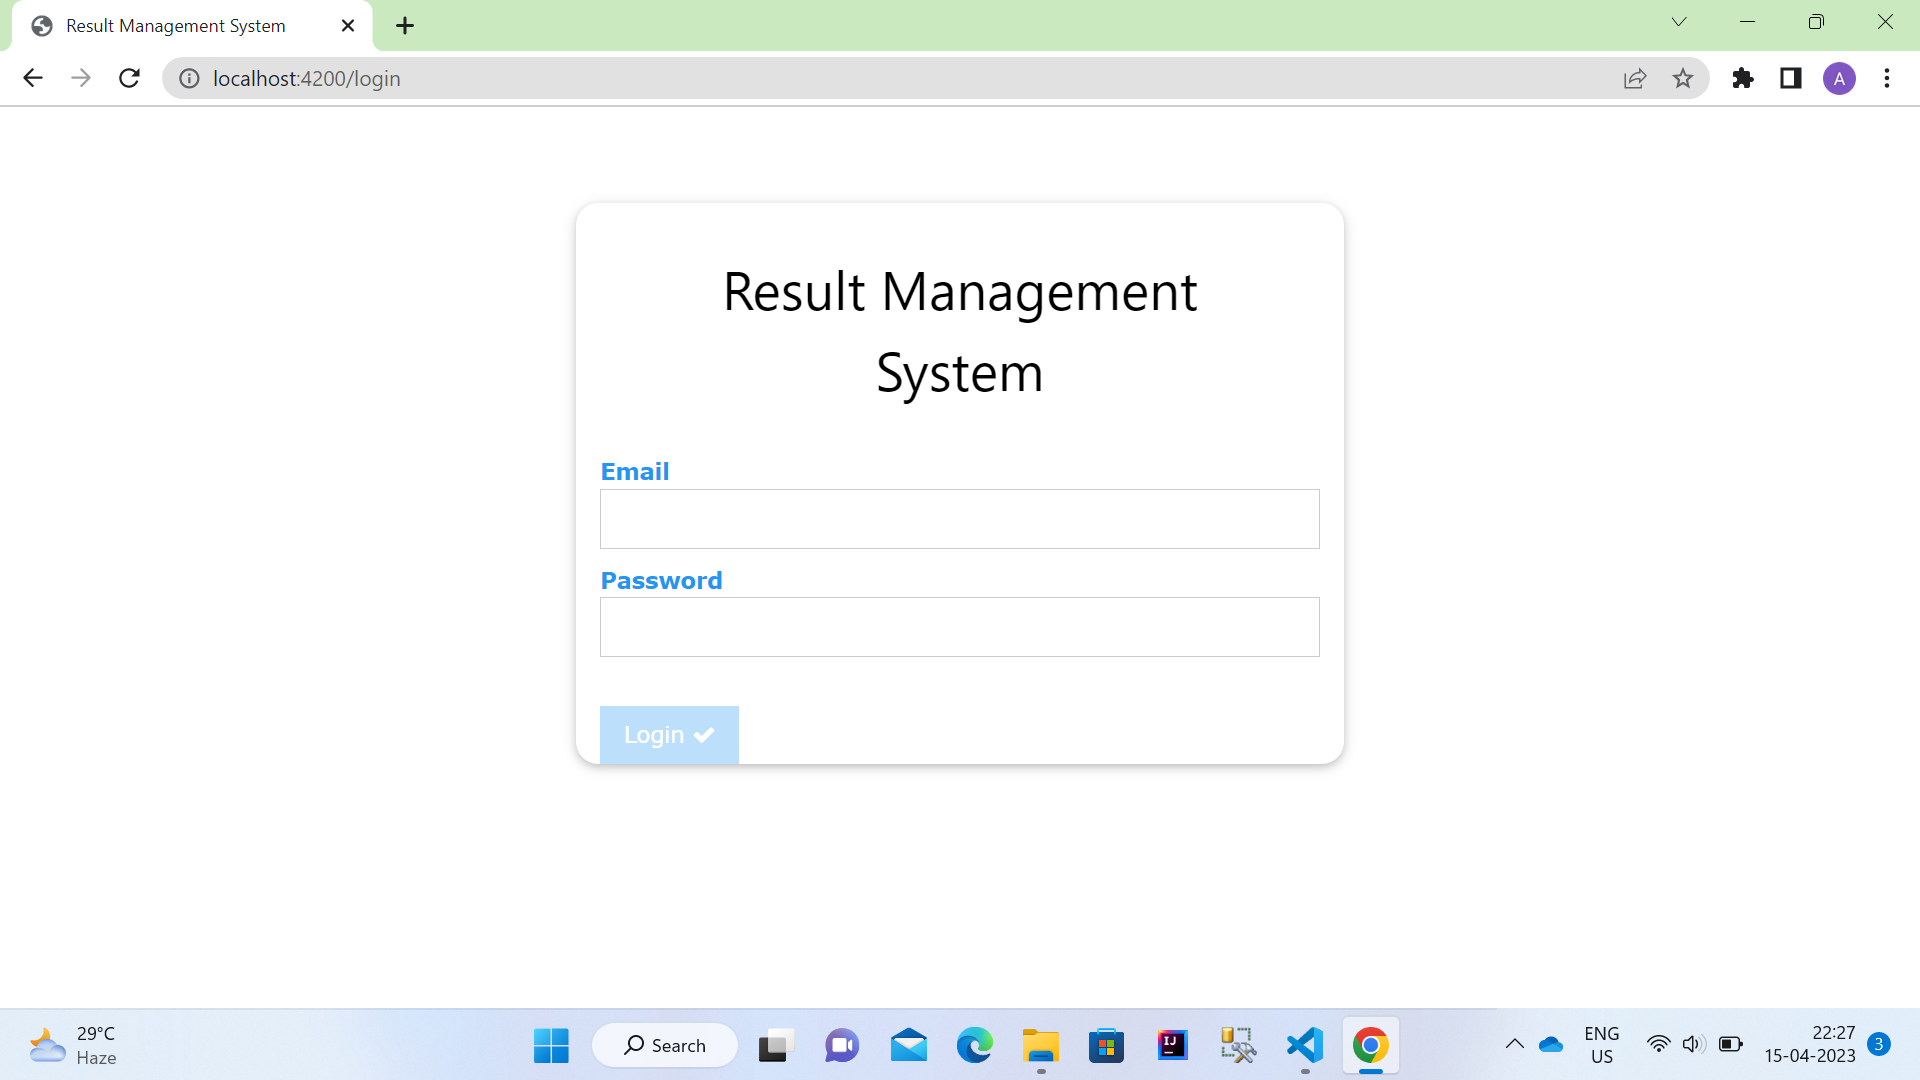 Result Management System
localhost:4200/login
A
Result Management
System
Email
Password
Login
29°C
Haze
Search
IJ
ENG
US
22:27
15-04-2023
3